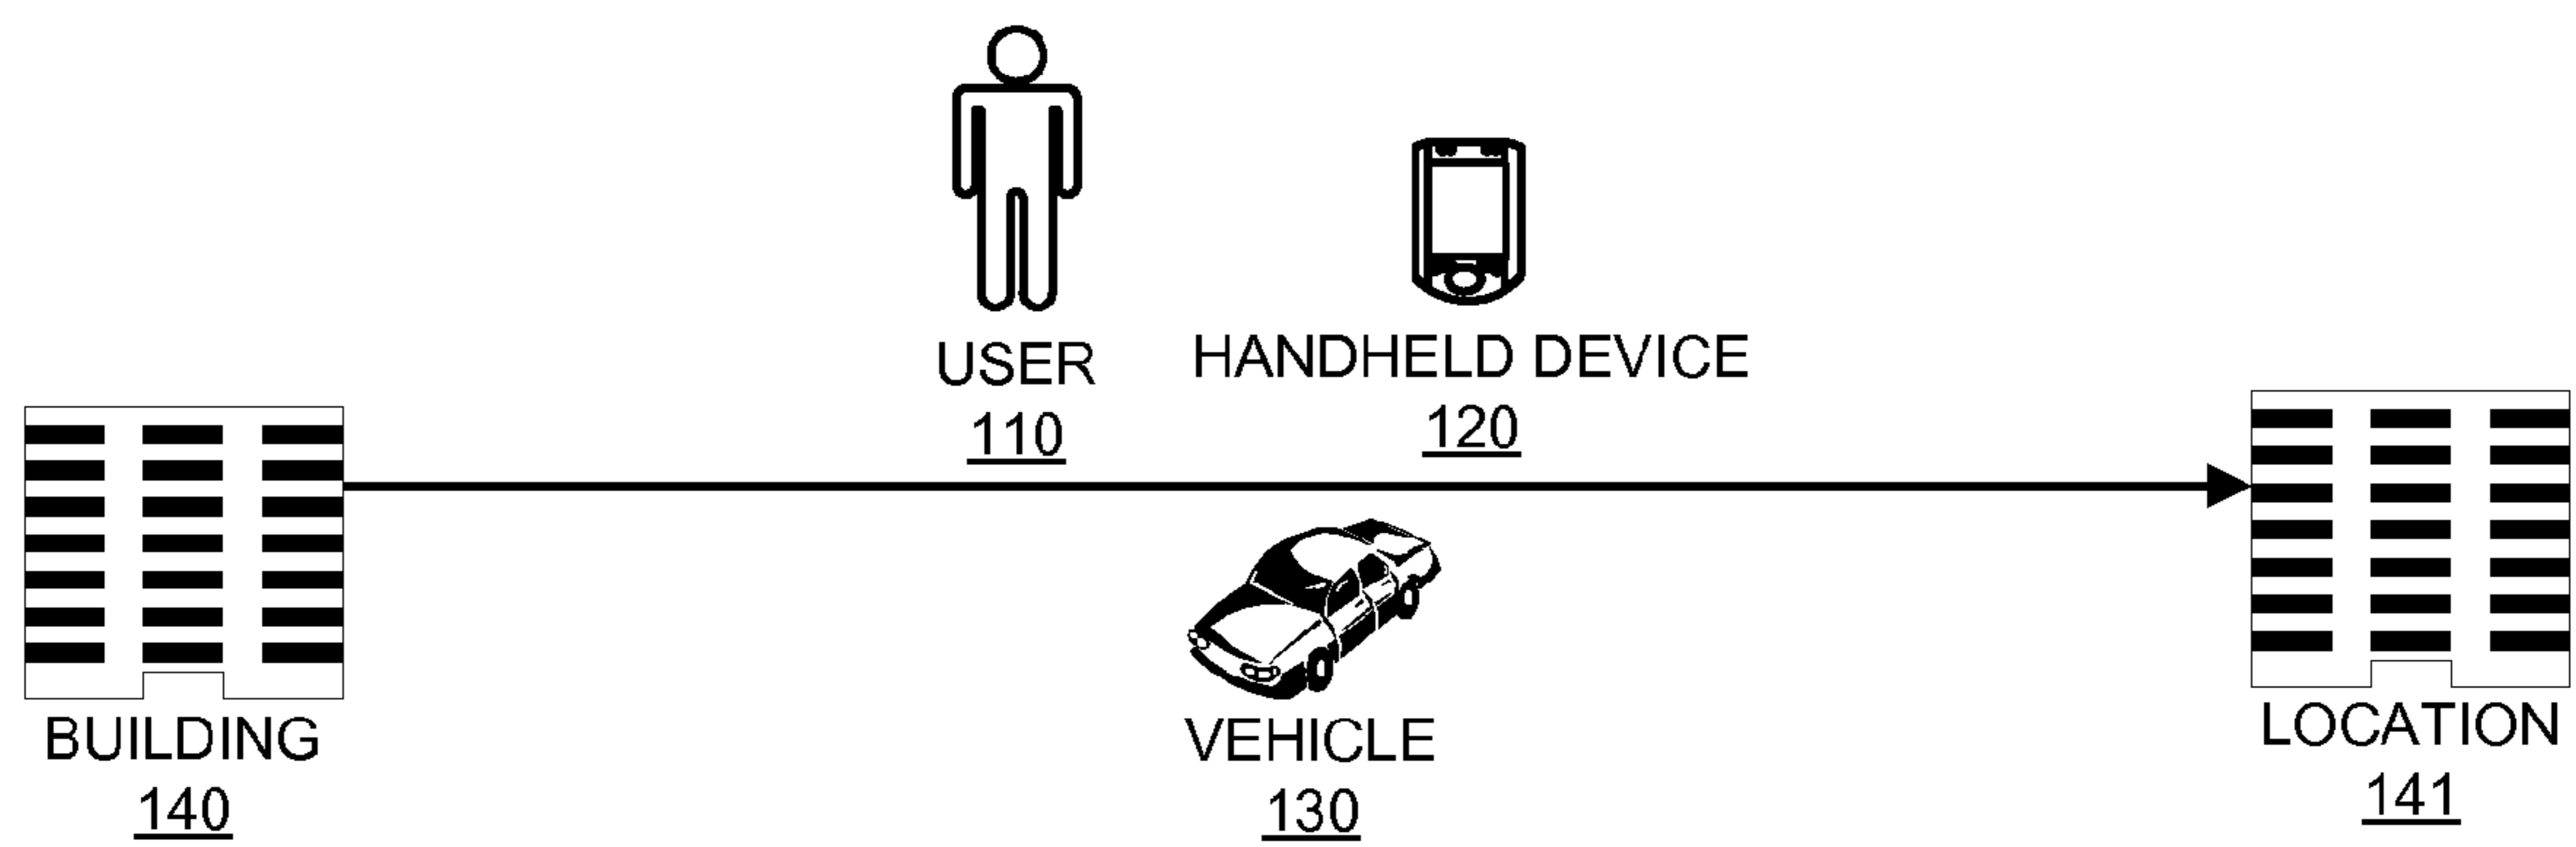 USER
110
HANDHELD DEVICE
120
BUILDING
140
VEHICLE
130
LOCATION
141